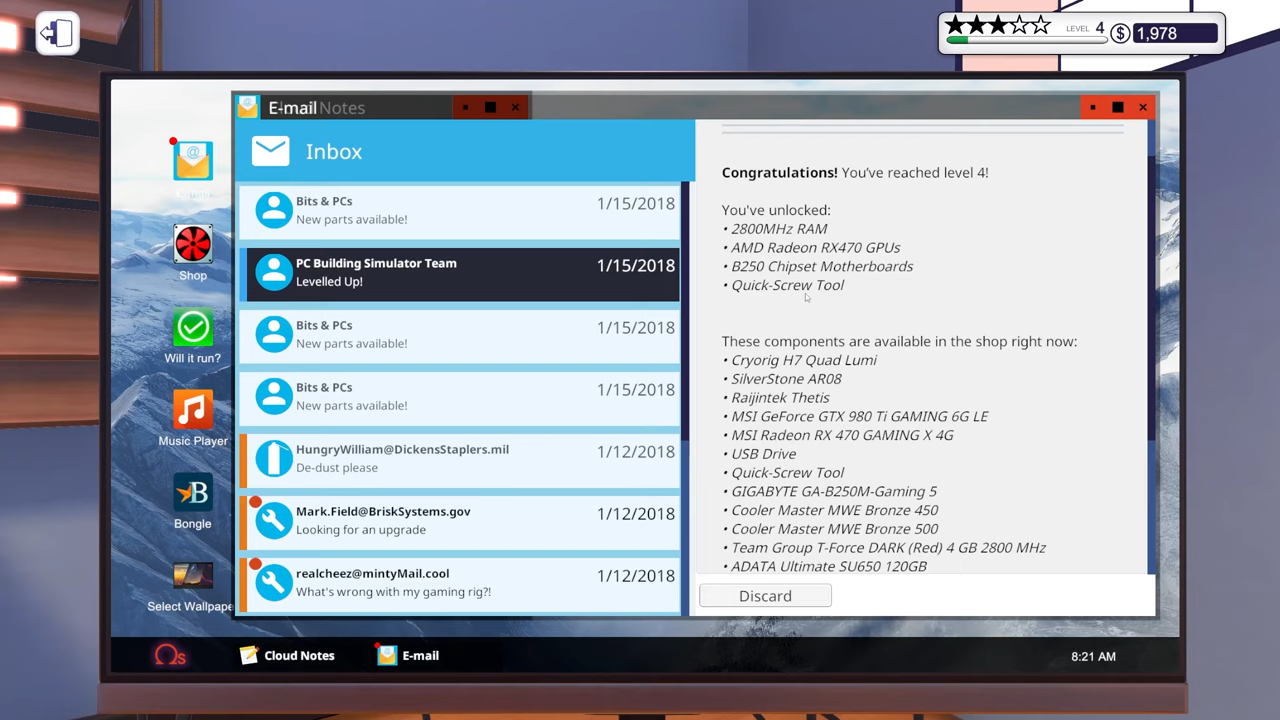 LEVEL 4
$ 1,978
E-mail
Notes
Inbox
Bits & PCs
1/15/2018
New parts available!
PC Building Simulator Team
1/15/2018
Levelled Up!
Bits & PCs
1/15/2018
New parts available!
Bits & PCs
1/15/2018
New parts available!
HungryWilliam@DickensStaplers.mil
1/12/2018
De-dust please
Mark.Field@BriskSystems.gov
1/12/2018
Looking for an upgrade
realcheez@mintyMail.cool
1/12/2018
What's wrong with my gaming rig?!
Congratulations! You've reached level 4!
You've unlocked:
• 2800MHz RAM
• AMD Radeon RX470 GPUs
• B250 Chipset Motherboards
• Quick-Screw Tool
These components are available in the shop right now:
• Cryorig H7 Quad Lumi
• SilverStone AR08
• Raijintek Thetis
• MSI GeForce GTX 980 Ti GAMING 6G LE
• MSI Radeon RX 470 GAMING X 4G
• USB Drive
• Quick-Screw Tool
• GIGABYTE GA-B250M-Gaming 5
• Cooler Master MWE Bronze 450
• Cooler Master MWE Bronze 500
• Team Group T-Force DARK (Red) 4 GB 2800 MHz
• ADATA Ultimate SU650 120GB
Discard
Shop
Will it run?
Music Player
B
Bongle
Select Wallpape
Ωs
Cloud Notes
E-mail
8:21 AM